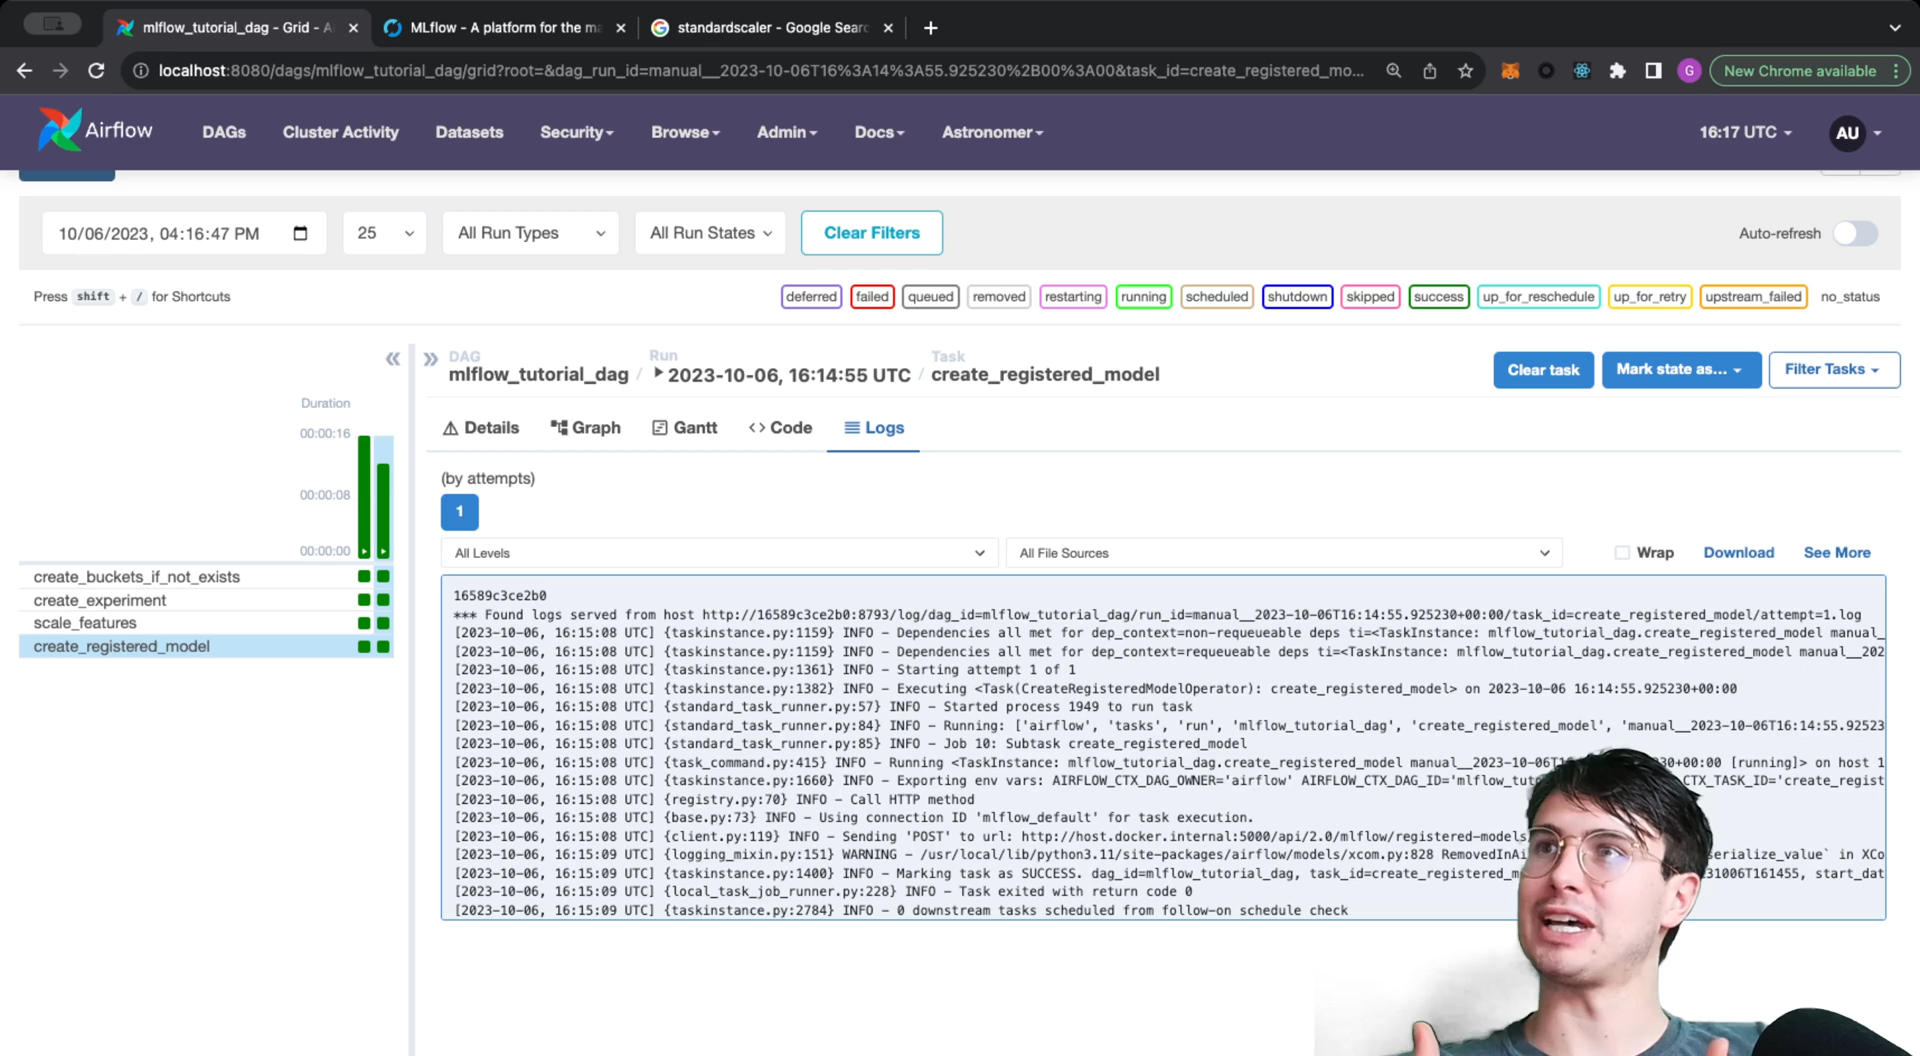 mlflow_tutorial_dag - Grid - A
MLflow - A platform for the ma
standardscaler - Google Searc
localhost:8080/dags/mlflow_tutorial_dag/grid?root=&dag_run_id=manual__2023-10-06T16%3A14%3A55.925230%2B00%3A00&task_id=create_registered_mo...
G
New Chrome available
Airflow
DAGs
Cluster Activity
Datasets
Security
Browse
Admin
Docs
Astronomer
16:17 UTC
AU
10/06/2023, 04:16:47 PM
25
All Run Types
All Run States
Clear Filters
Auto-refresh
Press shift + / for Shortcuts
deferred failed queued removed restarting running scheduled shutdown skipped success up_for_reschedule up_for_retry upstream_failed no_status
DAG
mlflow_tutorial_dag /
Run
2023-10-06, 16:14:55 UTC /
Task
create_registered_model
Clear task
Mark state as...
Filter Tasks
Duration
00:00:16
00:00:08
00:00:00
create_buckets_if_not_exists
create_experiment
scale_features
create_registered_model
Details
Graph
Gantt
Code
Logs
(by attempts)
1
All Levels
All File Sources
Wrap
Download
See More
16589c3ce2b0
*** Found logs served from host http://16589c3ce2b0:8793/log/dag_id=mlflow_tutorial_dag/run_id=manual__2023-10-06T16:14:55.925230+00:00/task_id=create_registered_model/attempt=1.log
[2023-10-06, 16:15:08 UTC] {taskinstance.py:1159} INFO - Dependencies all met for dep_context=non-requeueable deps ti=<TaskInstance: mlflow_tutorial_dag.create_registered_model manual_
[2023-10-06, 16:15:08 UTC] {taskinstance.py:1159} INFO - Dependencies all met for dep_context=requeueable deps ti=<TaskInstance: mlflow_tutorial_dag.create_registered_model manual__202
[2023-10-06, 16:15:08 UTC] {taskinstance.py:1361} INFO - Starting attempt 1 of 1
[2023-10-06, 16:15:08 UTC] {taskinstance.py:1382} INFO - Executing <Task(CreateRegisteredModelOperator): create_registered_model> on 2023-10-06 16:14:55.925230+00:00
[2023-10-06, 16:15:08 UTC] {standard_task_runner.py:57} INFO - Started process 1949 to run task
[2023-10-06, 16:15:08 UTC] {standard_task_runner.py:84} INFO - Running: ['airflow', 'tasks', 'run', 'mlflow_tutorial_dag', 'create_registered_model', 'manual__2023-10-06T16:14:55.92523
[2023-10-06, 16:15:08 UTC] {standard_task_runner.py:85} INFO - Job 10: Subtask create_registered_model
[2023-10-06, 16:15:08 UTC] {task_command.py:415} INFO - Running <TaskInstance: mlflow_tutorial_dag.create_registered_model manual__2023-10-06T1 30+00:00 [running]> on host 1
[2023-10-06, 16:15:08 UTC] {taskinstance.py:1660} INFO - Exporting env vars: AIRFLOW_CTX_DAG_OWNER='airflow' AIRFLOW_CTX_DAG_ID='mlflow_tut CTX_TASK_ID='create_regist
[2023-10-06, 16:15:08 UTC] {registry.py:70} INFO - Call HTTP method
[2023-10-06, 16:15:08 UTC] {base.py:73} INFO - Using connection ID 'mlflow_default' for task execution.
[2023-10-06, 16:15:08 UTC] {client.py:119} INFO - Sending 'POST' to url: http://host.docker.internal:5000/api/2.0/mlflow/registered-models
[2023-10-06, 16:15:09 UTC] {logging_mixin.py:151} WARNING - /usr/local/lib/python3.11/site-packages/airflow/models/xcom.py:828 RemovedInAi serialize_value` in XCo
[2023-10-06, 16:15:09 UTC] {taskinstance.py:1400} INFO - Marking task as SUCCESS. dag_id=mlflow_tutorial_dag, task_id=create_registered_m 31006T161455, start_dat
[2023-10-06, 16:15:09 UTC] {local_task_job_runner.py:228} INFO - Task exited with return code 0
[2023-10-06, 16:15:09 UTC] {taskinstance.py:2784} INFO - 0 downstream tasks scheduled from follow-on schedule check